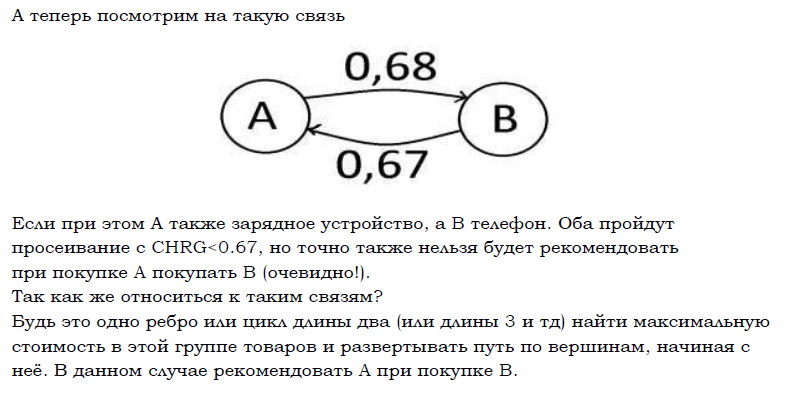 А теперь посмотрим на такую связь
0,68
A
B
0,67
Если при этом А также зарядное устройство, а В телефон. Оба пройдут
просеивание с CHRG<0.67, но точно также нельзя будет рекомендовать
при покупке А покупать В (очевидно!).
Так как же относиться к таким связям?
Будь это одно ребро или цикл длины два (или длины 3 и тд) найти максимальную
стоимость в этой группе товаров и развертывать путь по вершинам, начиная с
неё. В данном случае рекомендовать А при покупке В.